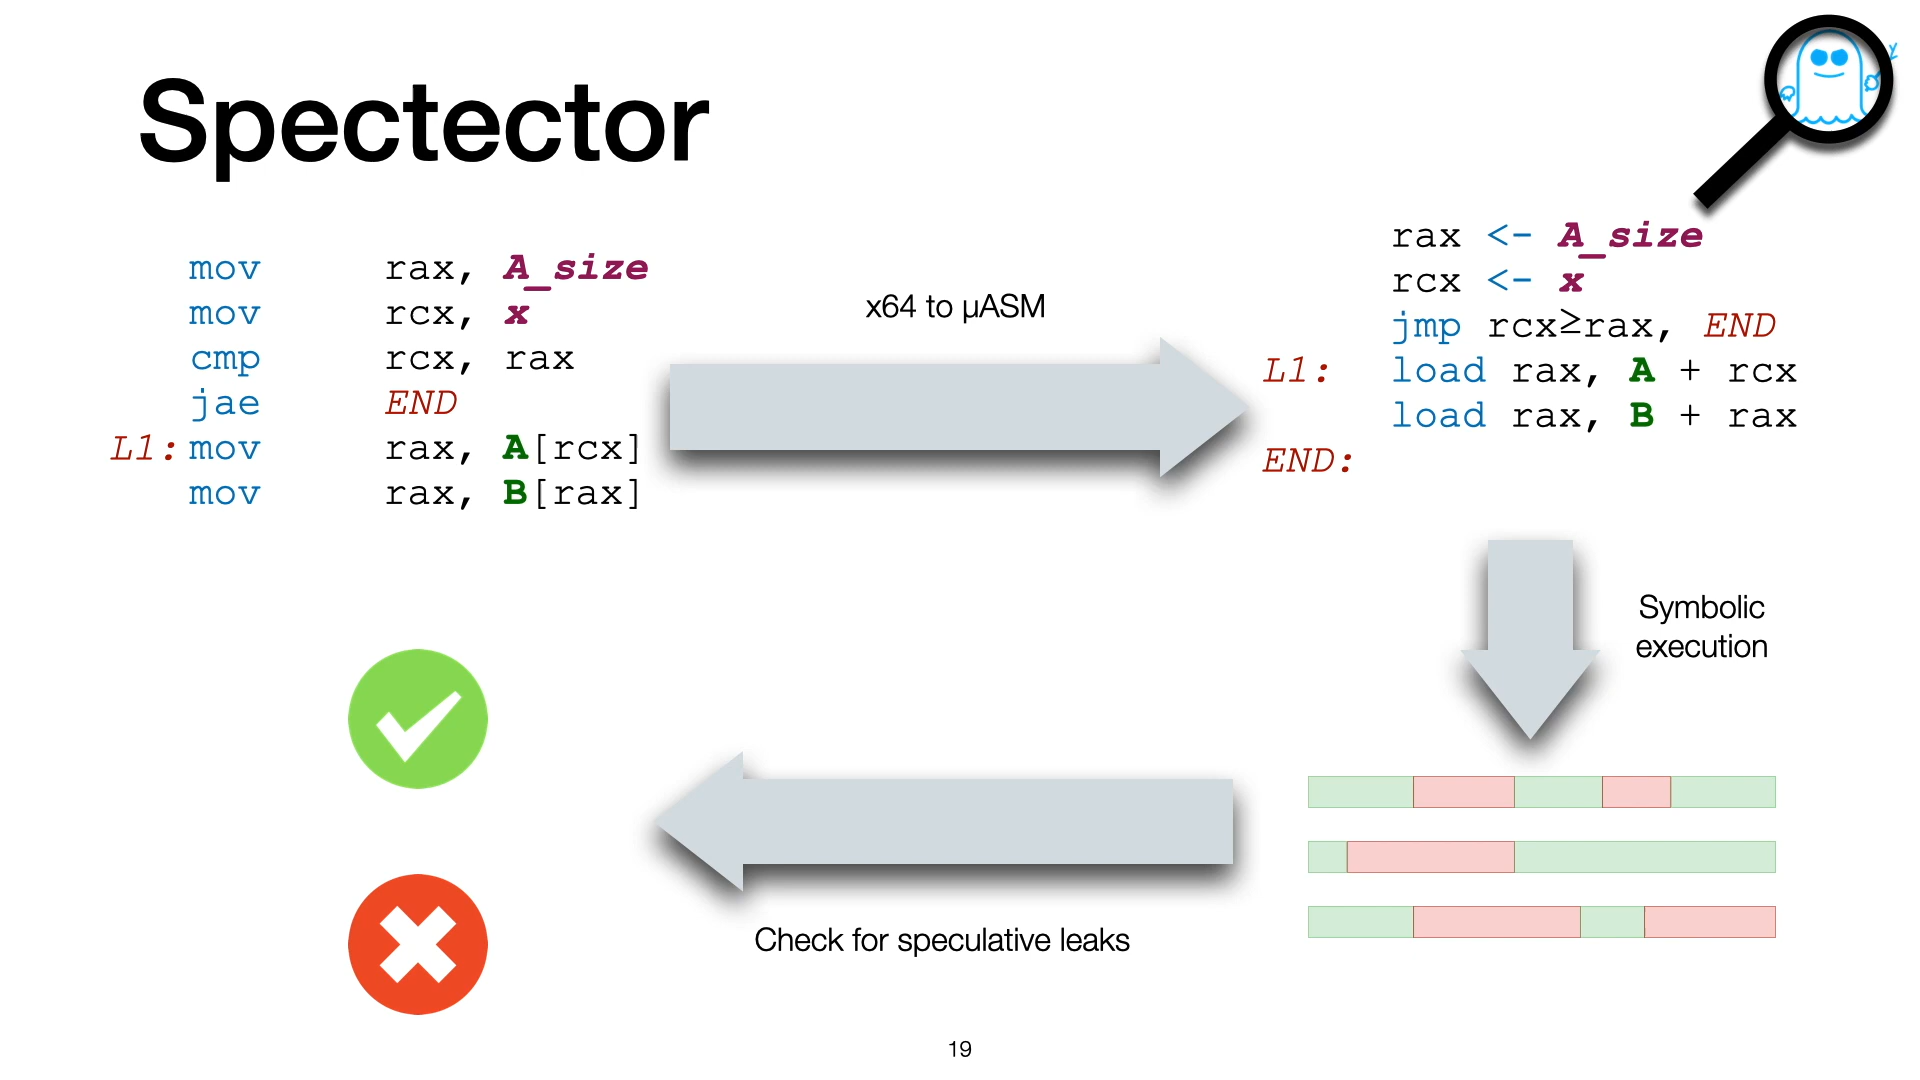 Spectector
mov rax, A_size
mov rcx, x
cmp rcx, rax
jae END
L1: mov rax, A[rcx]
mov rax, B[rax]
x64 to µASM
rax <- A_size
rcx <- x
jmp rcx≥rax, END
L1: load rax, A + rcx
load rax, B + rax
END:
Symbolic
execution
Check for speculative leaks
19